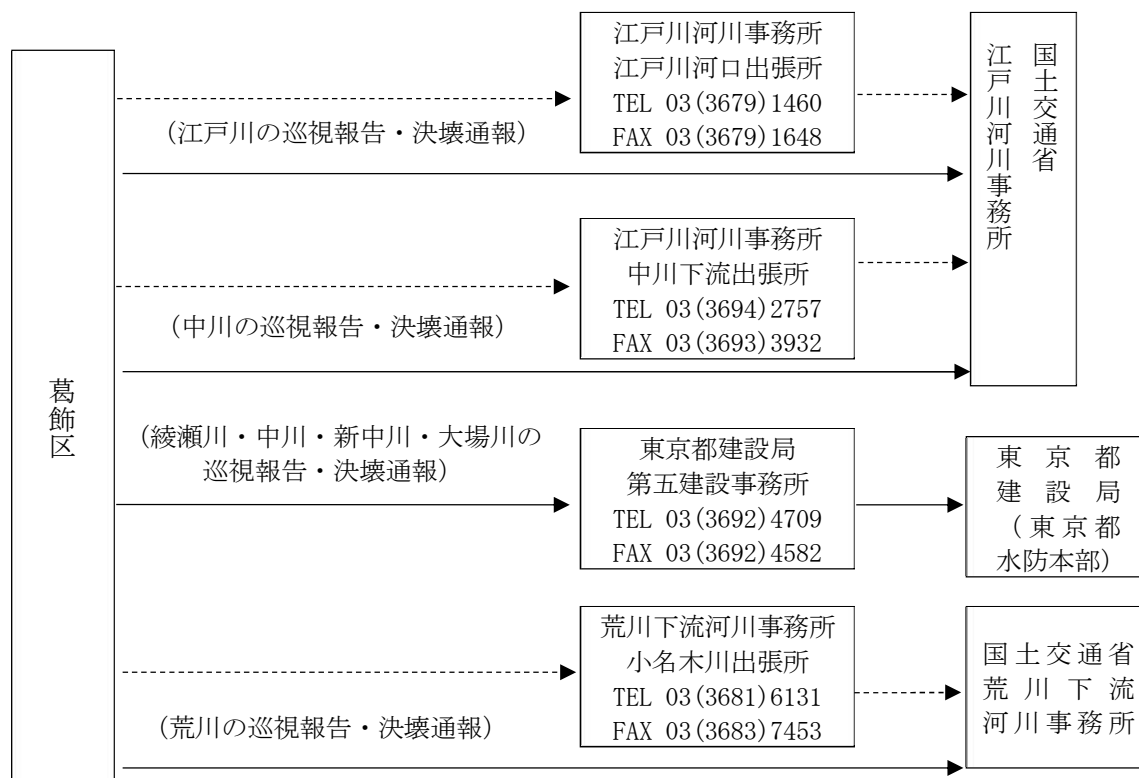 葛飾区
(江戸川の巡視報告・決壊通報)
江戸川河川事務所
江戸川河口出張所
TEL 03(3679)1460
FAX 03(3679)1648
国土交通省
江戸川河川事務所
(中川の巡視報告・決壊通報)
江戸川河川事務所
中川下流出張所
TEL 03(3694)2757
FAX 03(3693)3932
(綾瀬川・中川・新中川・大場川の
巡視報告・決壊通報)
東京都建設局
第五建設事務所
TEL 03(3692)4709
FAX 03(3692)4582
東京都
建設局
(東京都
水防本部)
(荒川の巡視報告・決壊通報)
荒川下流河川事務所
小名木川出張所
TEL 03(3681)6131
FAX 03(3683)7453
国土交通省
荒川下流
河川事務所